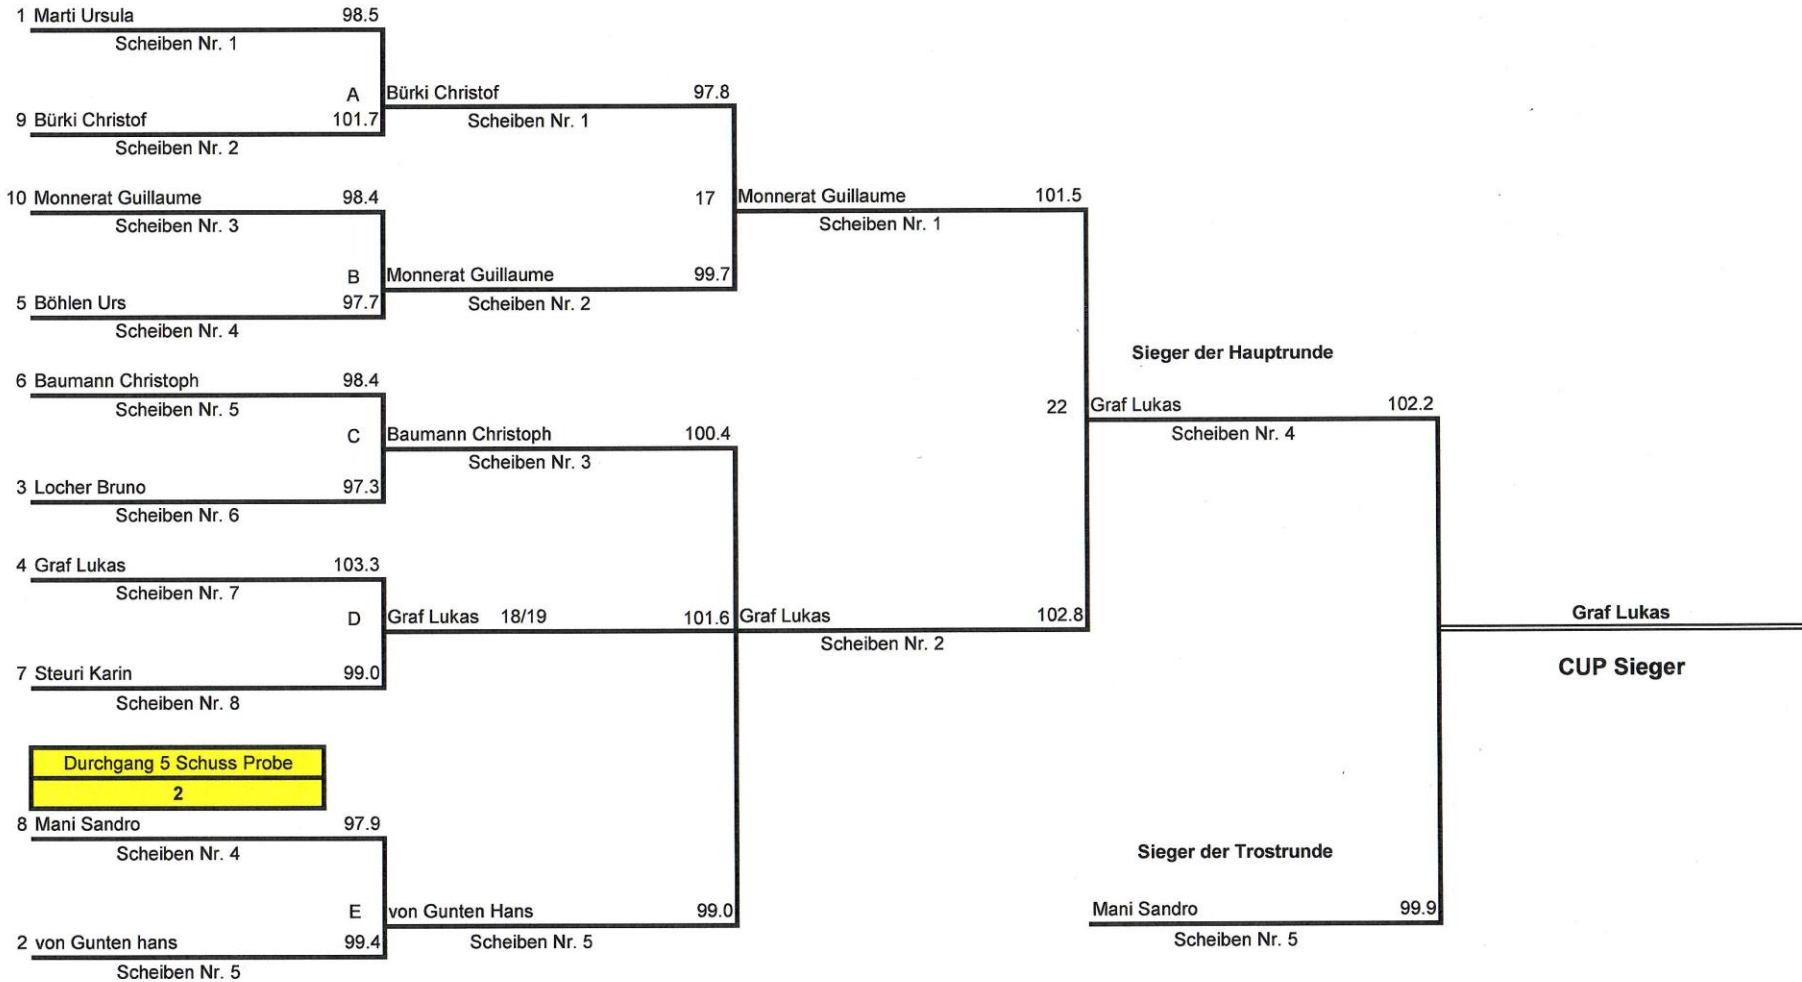 1 Marti Ursula 98.5
Scheiben Nr. 1
A Bürki Christof 97.8
9 Bürki Christof 101.7
Scheiben Nr. 1
Scheiben Nr. 2
10 Monnerat Guillaume 98.4
17 Monnerat Guillaume 101.5
Scheiben Nr. 3
Scheiben Nr. 1
B Monnerat Guillaume 99.7
5 Böhlen Urs 97.7
Scheiben Nr. 2
Scheiben Nr. 4
Sieger der Hauptrunde
6 Baumann Christoph 98.4
22 Graf Lukas 102.2
Scheiben Nr. 5
Scheiben Nr. 4
C Baumann Christoph 100.4
Scheiben Nr. 3
3 Locher Bruno 97.3
Scheiben Nr. 6
4 Graf Lukas 103.3
Scheiben Nr. 7
D Graf Lukas 18/19 101.6 Graf Lukas 102.8
Graf Lukas
Scheiben Nr. 2
CUP Sieger
7 Steuri Karin 99.0
Scheiben Nr. 8
Durchgang 5 Schuss Probe
2
8 Mani Sandro 97.9
Scheiben Nr. 4
Sieger der Trostrunde
E von Gunten Hans 99.0
Mani Sandro 99.9
2 von Gunten hans 99.4
Scheiben Nr. 5
Scheiben Nr. 5
Scheiben Nr. 5